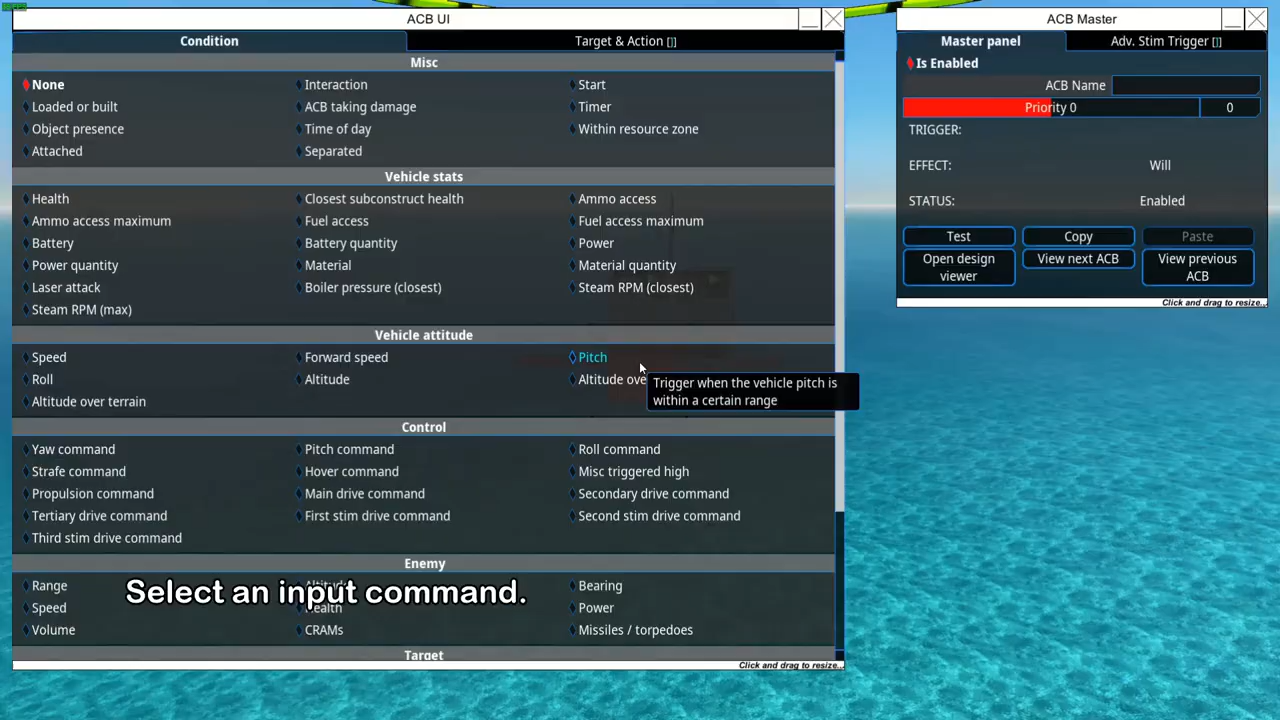 ACB UI
Condition
Target & Action []
Misc
None
Interaction
Start
Loaded or built
ACB taking damage
Timer
Object presence
Time of day
Within resource zone
Attached
Separated
Vehicle stats
Health
Closest subconstruct health
Ammo access
Ammo access maximum
Fuel access
Fuel access maximum
Battery
Battery quantity
Power
Power quantity
Material
Material quantity
Laser attack
Boiler pressure (closest)
Steam RPM (closest)
Steam RPM (max)
Vehicle attitude
Speed
Forward speed
Pitch
Roll
Altitude
Altitude ove
Altitude over terrain
Trigger when the vehicle pitch is
within a certain range
Control
Yaw command
Pitch command
Roll command
Strafe command
Hover command
Misc triggered high
Propulsion command
Main drive command
Secondary drive command
Tertiary drive command
First stim drive command
Second stim drive command
Third stim drive command
Enemy
Range
Bearing
Select an input command.
Speed
Health
Power
Volume
CRAMs
Missiles / torpedoes
Target
Click and drag to resize...
ACB Master
Master panel
Adv. Stim Trigger []
Is Enabled
ACB Name
Priority 0
0
TRIGGER:
EFFECT:
Will
STATUS:
Enabled
Test
Copy
Paste
Open design
viewer
View next ACB
View previous
ACB
Click and drag to resize...